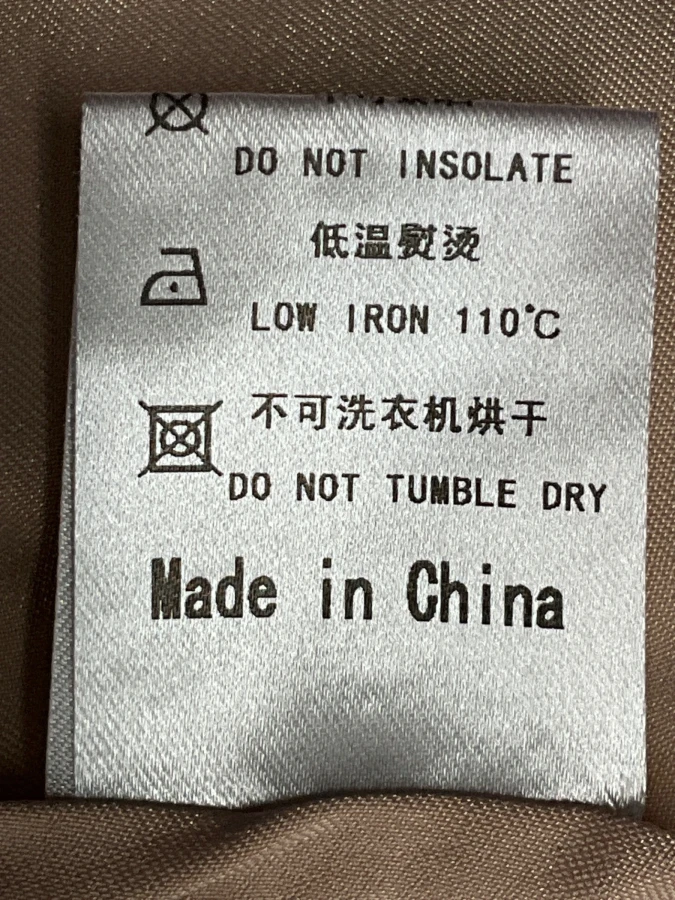 DO NOT INSOLATE
低温熨烫
LOW IRON 110°C
不可洗衣机烘干
DO NOT TUMBLE DRY
Made in China